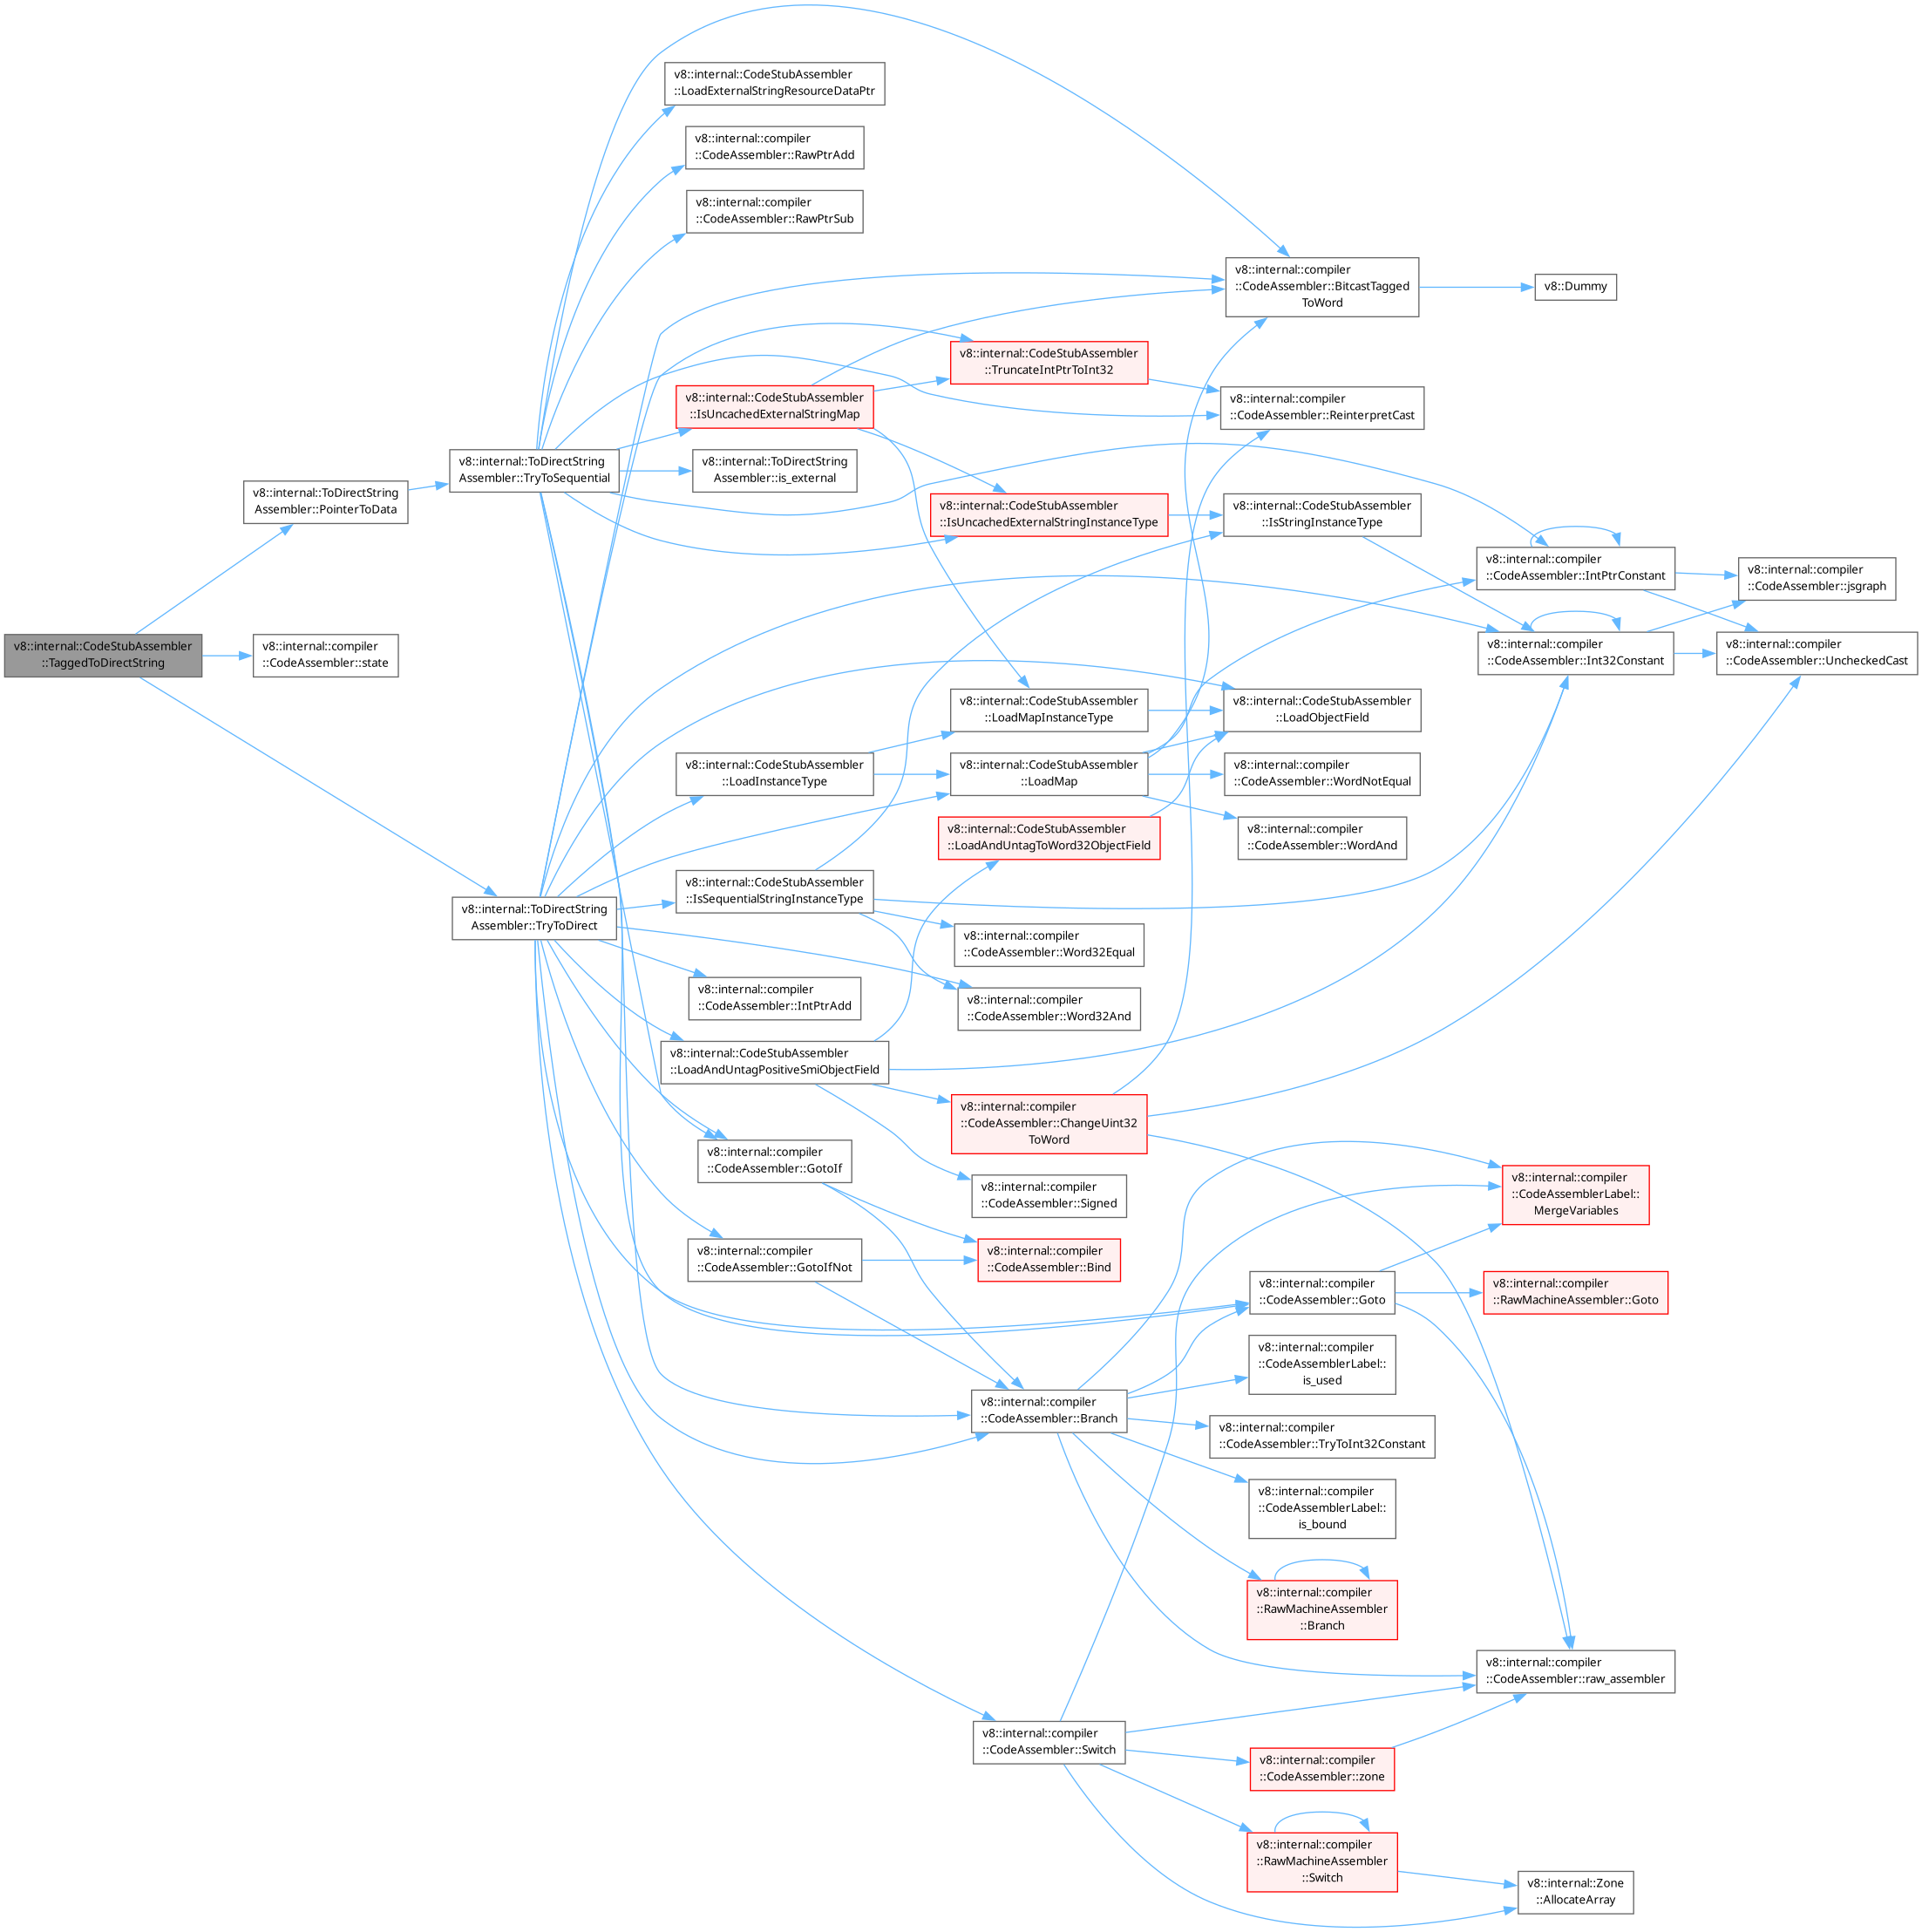 v8::internal::CodeStubAssembler
::TaggedToDirectString
v8::internal::ToDirectString
Assembler::PointerToData
v8::internal::compiler
::CodeAssembler::state
v8::internal::ToDirectString
Assembler::TryToSequential
v8::internal::ToDirectString
Assembler::TryToDirect
v8::internal::CodeStubAssembler
::LoadExternalStringResourceDataPtr
v8::internal::compiler
::CodeAssembler::RawPtrAdd
v8::internal::compiler
::CodeAssembler::RawPtrSub
v8::internal::CodeStubAssembler
::IsUncachedExternalStringMap
v8::internal::ToDirectString
Assembler::is_external
v8::internal::CodeStubAssembler
::LoadInstanceType
v8::internal::CodeStubAssembler
::IsSequentialStringInstanceType
v8::internal::compiler
::CodeAssembler::IntPtrAdd
v8::internal::CodeStubAssembler
::LoadAndUntagPositiveSmiObjectField
v8::internal::compiler
::CodeAssembler::GotoIf
v8::internal::compiler
::CodeAssembler::GotoIfNot
v8::internal::CodeStubAssembler
::TruncateIntPtrToInt32
v8::internal::CodeStubAssembler
::IsUncachedExternalStringInstanceType
v8::internal::CodeStubAssembler
::LoadMapInstanceType
v8::internal::CodeStubAssembler
::LoadMap
v8::internal::CodeStubAssembler
::LoadAndUntagToWord32ObjectField
v8::internal::compiler
::CodeAssembler::Word32Equal
v8::internal::compiler
::CodeAssembler::Word32And
v8::internal::compiler
::CodeAssembler::ChangeUint32
ToWord
v8::internal::compiler
::CodeAssembler::Signed
v8::internal::compiler
::CodeAssembler::Bind
v8::internal::compiler
::CodeAssembler::Branch
v8::internal::compiler
::CodeAssembler::Switch
v8::internal::compiler
::CodeAssembler::BitcastTagged
ToWord
v8::internal::compiler
::CodeAssembler::ReinterpretCast
v8::internal::CodeStubAssembler
::IsStringInstanceType
v8::internal::CodeStubAssembler
::LoadObjectField
v8::internal::compiler
::CodeAssembler::WordNotEqual
v8::internal::compiler
::CodeAssembler::WordAnd
v8::internal::compiler
::CodeAssembler::Goto
v8::internal::compiler
::CodeAssemblerLabel::
is_used
v8::internal::compiler
::CodeAssembler::TryToInt32Constant
v8::internal::compiler
::CodeAssemblerLabel::
is_bound
v8::internal::compiler
::RawMachineAssembler
::Branch
v8::internal::compiler
::CodeAssembler::zone
v8::internal::compiler
::RawMachineAssembler
::Switch
v8::Dummy
v8::internal::compiler
::CodeAssembler::IntPtrConstant
v8::internal::compiler
::CodeAssembler::Int32Constant
v8::internal::compiler
::CodeAssemblerLabel::
MergeVariables
v8::internal::compiler
::RawMachineAssembler::Goto
v8::internal::compiler
::CodeAssembler::raw_assembler
v8::internal::Zone
::AllocateArray
v8::internal::compiler
::CodeAssembler::jsgraph
v8::internal::compiler
::CodeAssembler::UncheckedCast